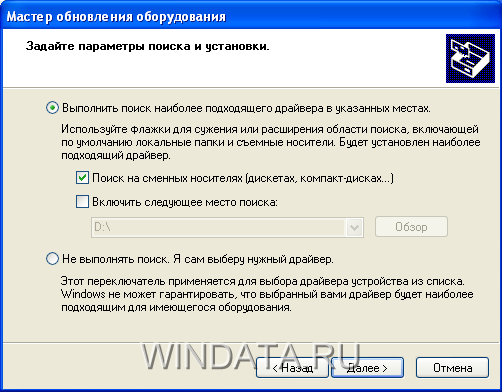 Мастер обновления оборудования
Задайте параметры поиска и установки.
Выполнить поиск наиболее подходящего драйвера в указанных местах.
Используйте флажки для сужения или расширения области поиска, включающей
по умолчанию локальные папки и съемные носители. Будет установлен наиболее
подходящий драйвер.
Поиск на сменных носителях (дискетах, компакт-дисках...)
Включить следующее место поиска:
D:\
Обзор
Не выполнять поиск. Я сам выберу нужный драйвер.
Этот переключатель применяется для выбора драйвера устройства из списка.
Windows не может гарантировать, что выбранный вами драйвер будет наиболее
подходящим для имеющегося оборудования.
WINDATA.RU
< Назад
Далее >
Отмена